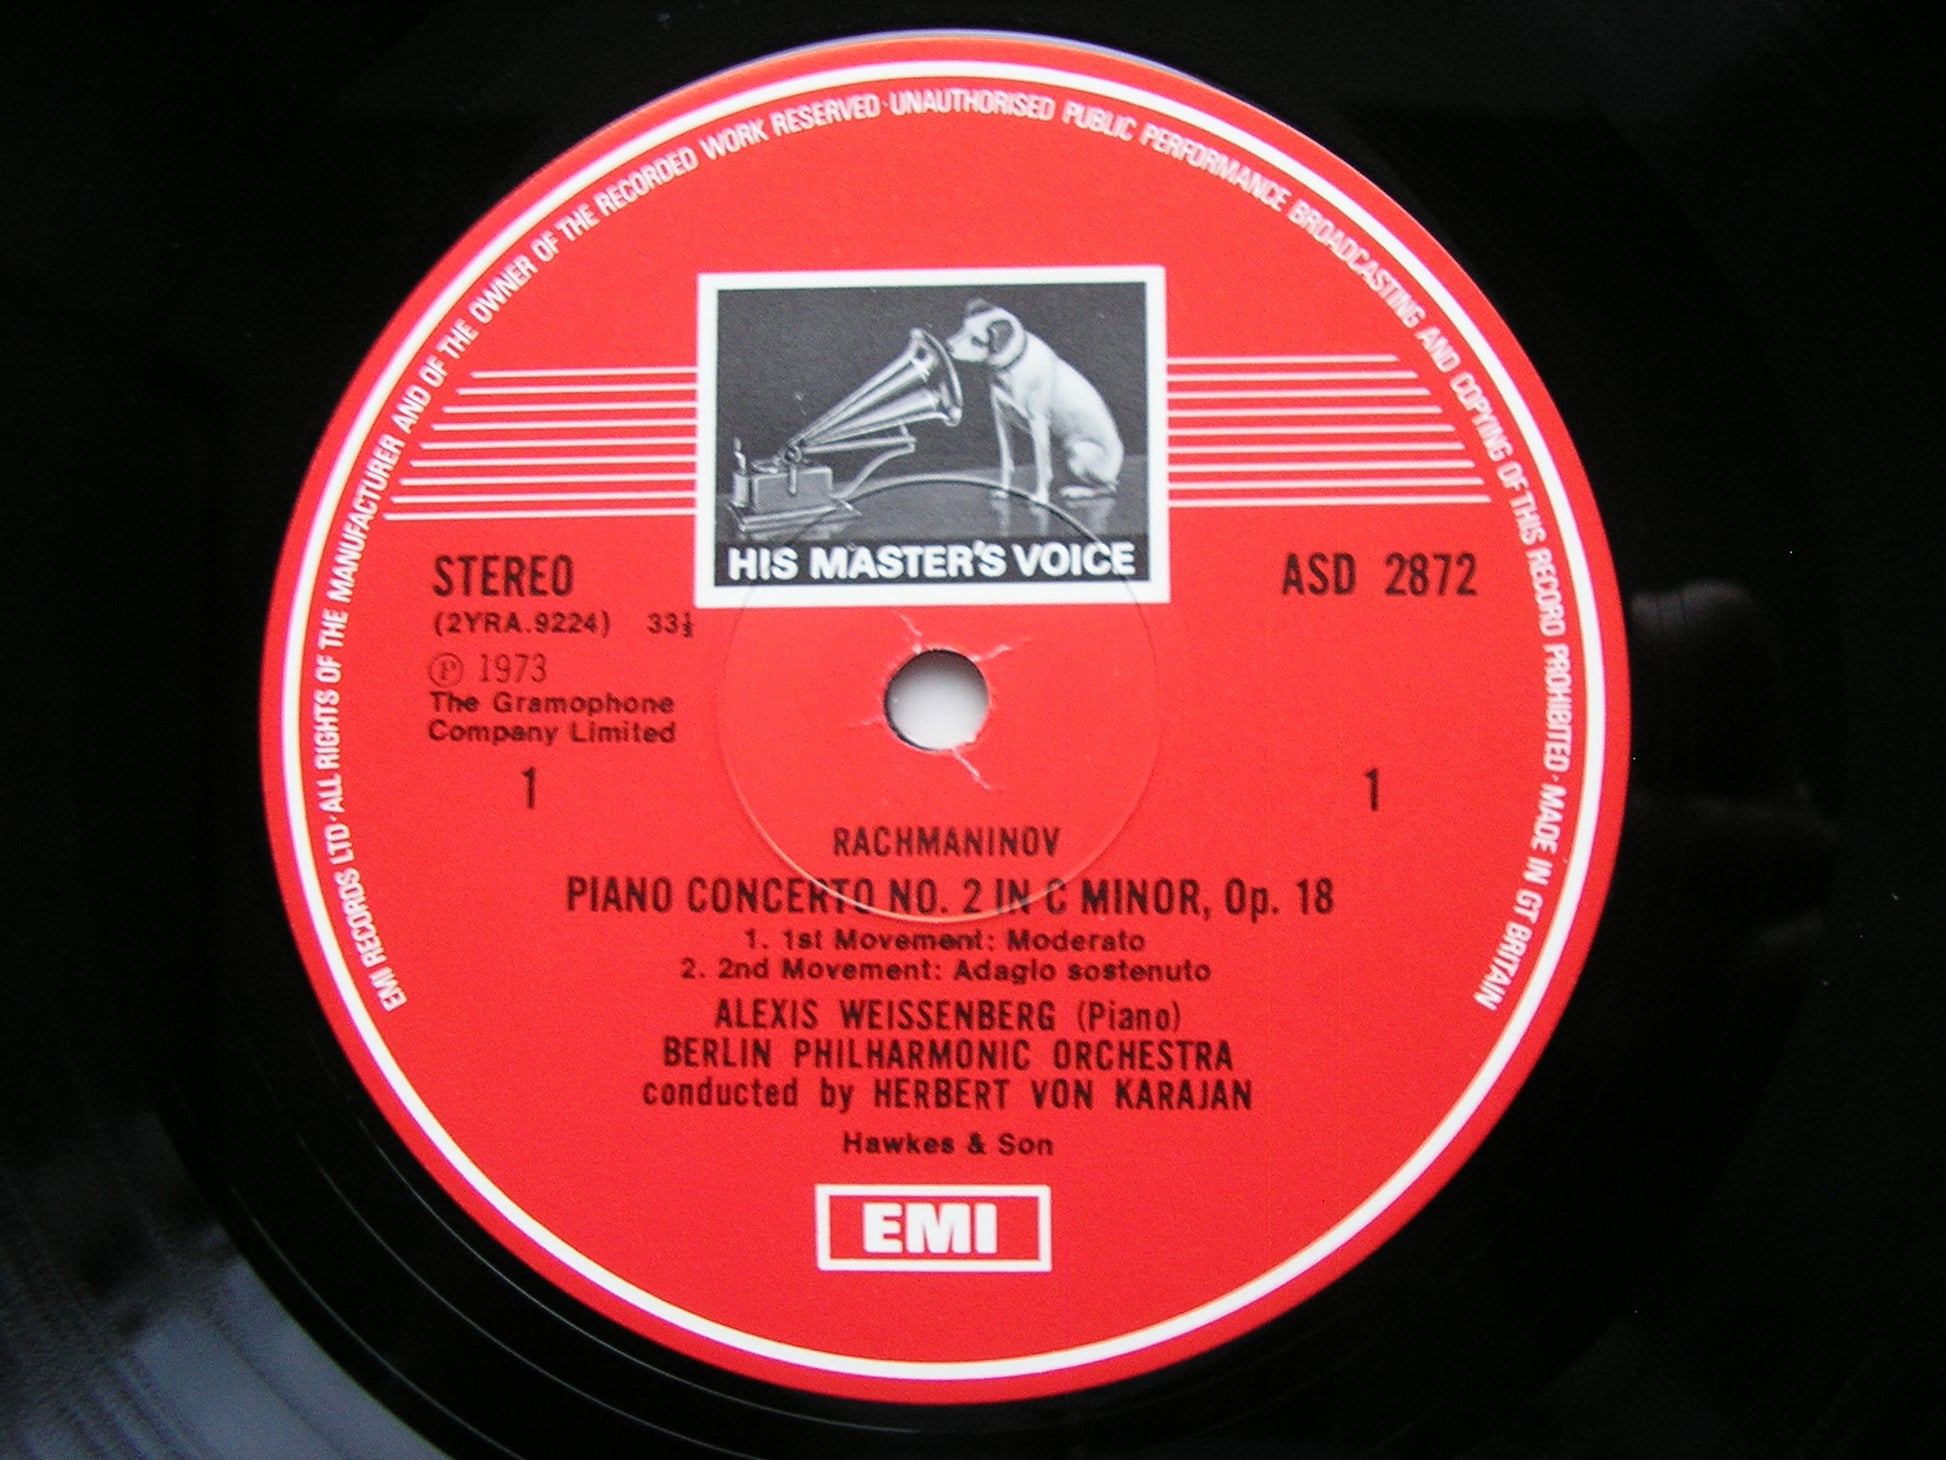 EMI RECORDS LTD · ALL RIGHTS OF THE MANUFACTURER AND OF THE OWNER OF THE RECORDED WORK RESERVED · UNAUTHORISED PUBLIC PERFORMANCE BROADCASTING AND COPYING OF THIS RECORD PROHIBITED · MADE IN GT BRITAIN
HIS MASTER'S VOICE
STEREO
ASD 2872
(2YRA.9224) 33⅓
℗ 1973
The Gramophone
Company Limited
1
1
RACHMANINOV
PIANO CONCERTO NO. 2 IN C MINOR, Op. 18
1. 1st Movement: Moderato
2. 2nd Movement: Adagio sostenuto
ALEXIS WEISSENBERG (Piano)
BERLIN PHILHARMONIC ORCHESTRA
conducted by HERBERT VON KARAJAN
Hawkes & Son
EMI